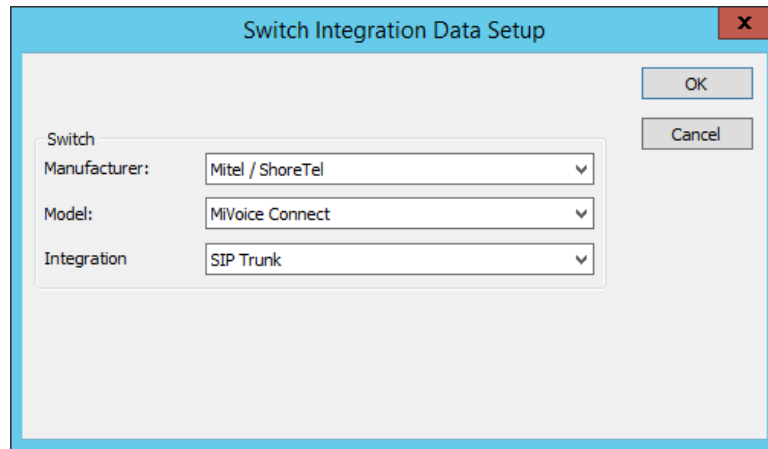 Switch Integration Data Setup
x
OK
Cancel
Switch
Manufacturer: Mitel / ShoreTel
Model: MiVoice Connect
Integration SIP Trunk